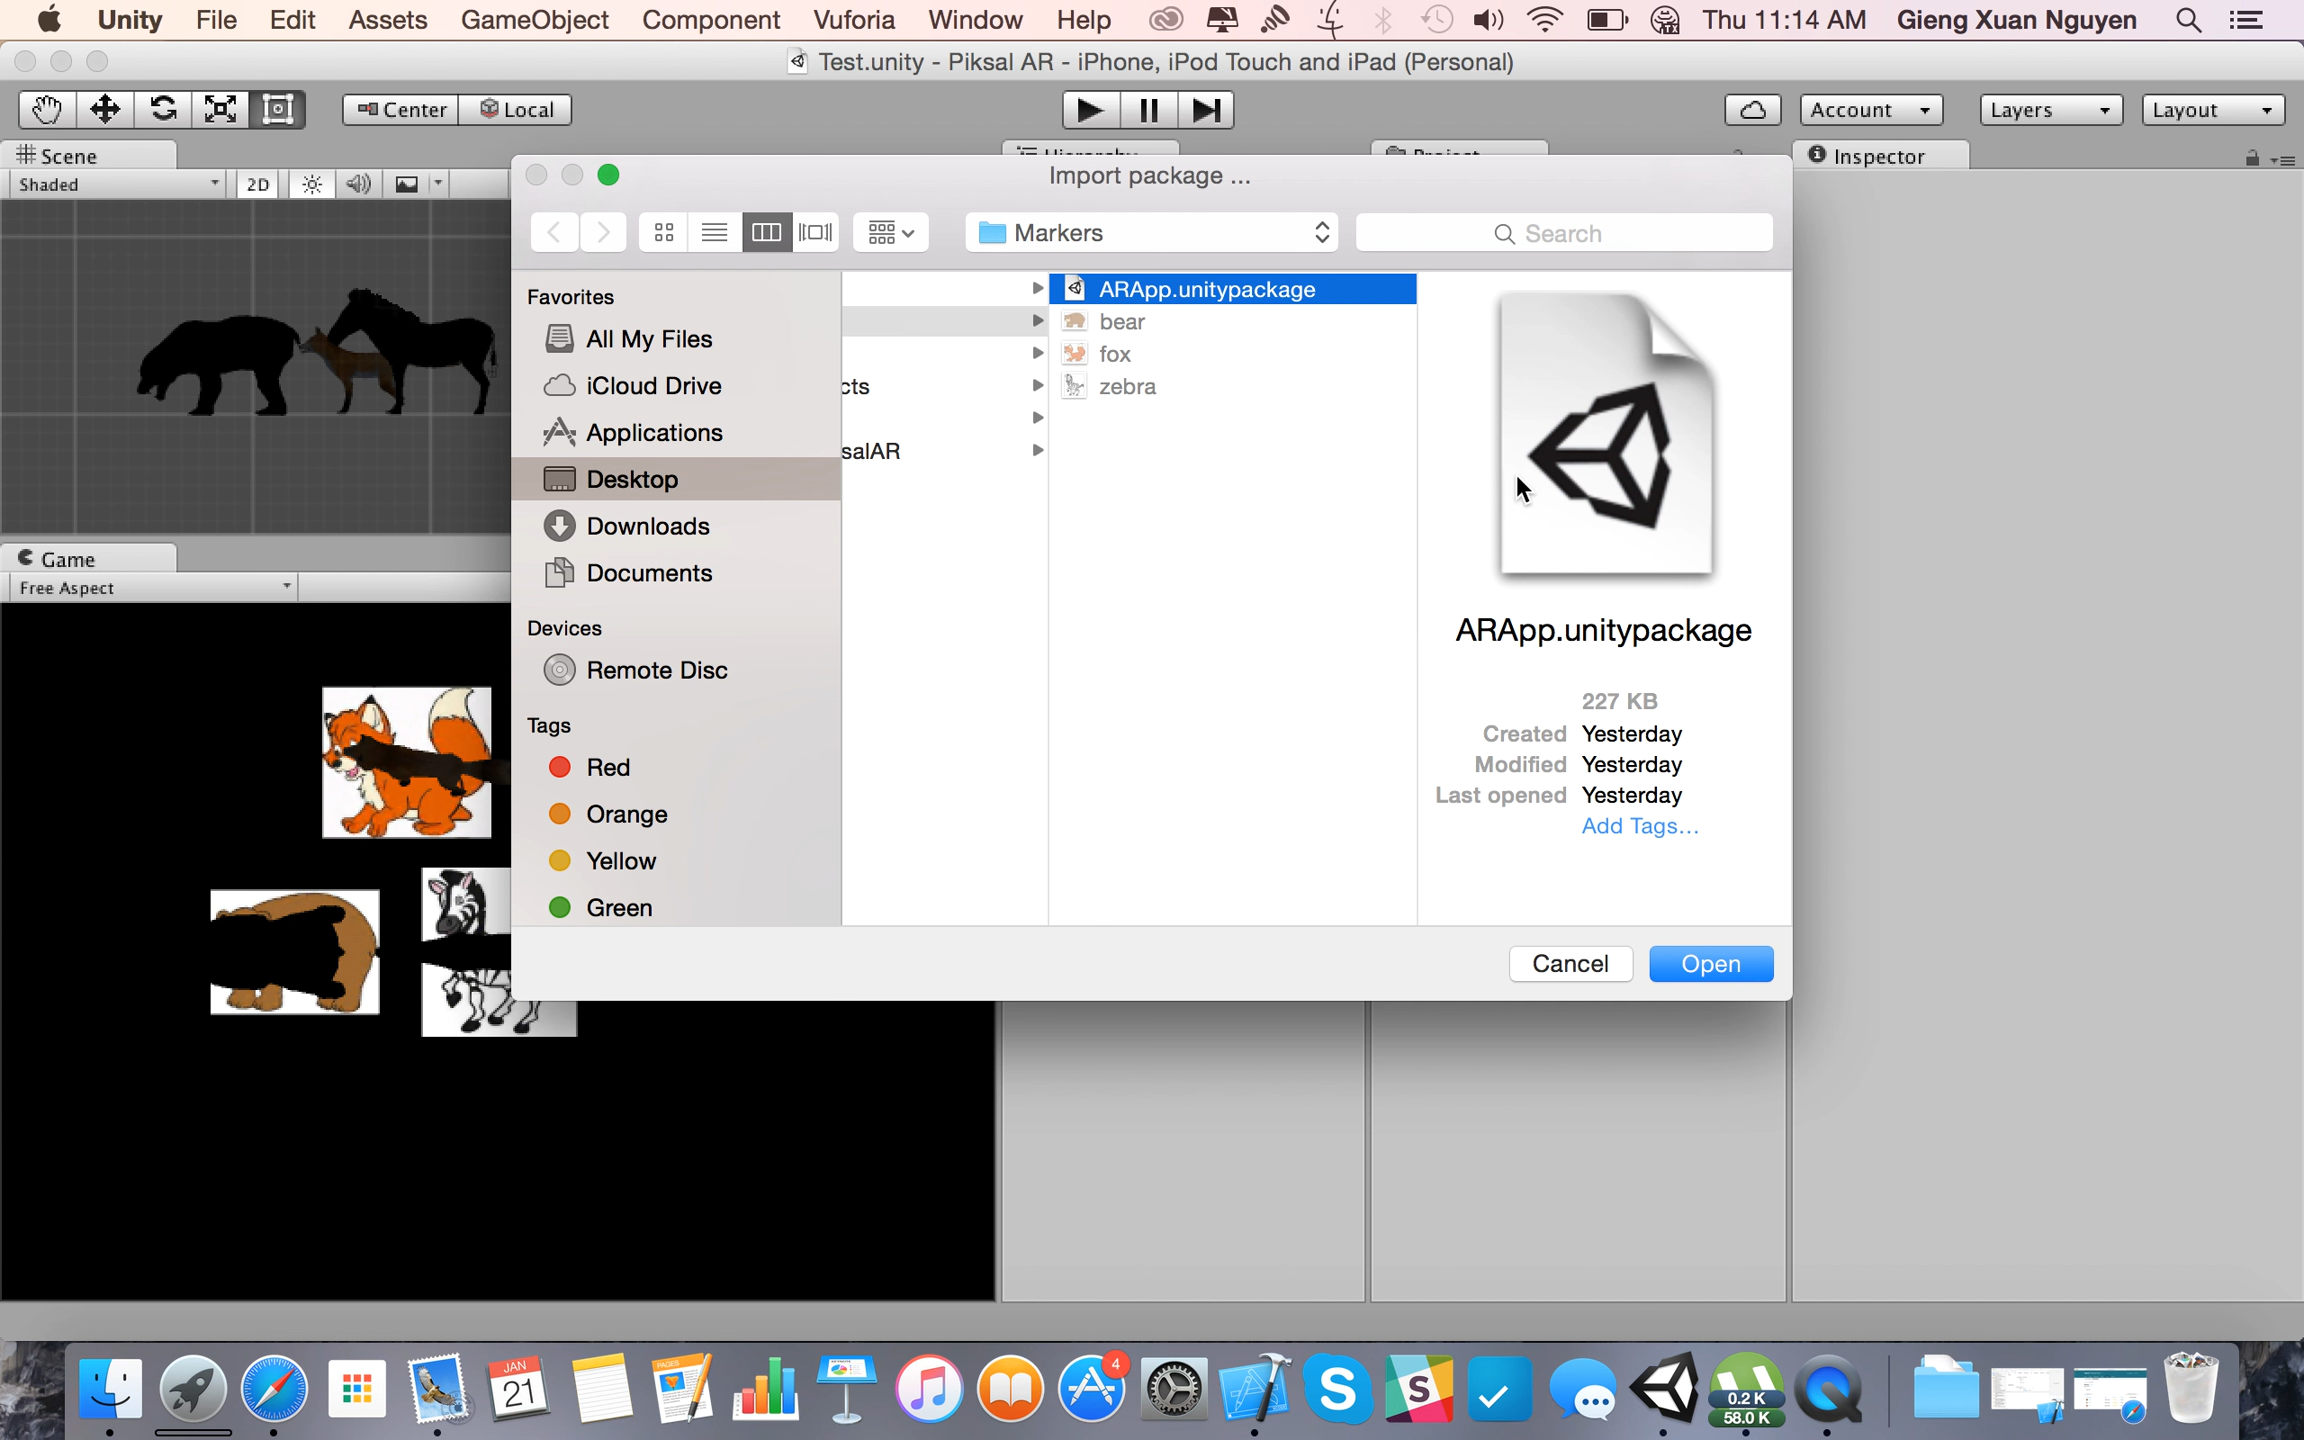 Unity File Edit Assets GameObject Component Vuforia Window Help Thu 11:14 AM Gieng Xuan Nguyen
Test.unity - Piksal AR - iPhone, iPod Touch and iPad (Personal)
Center Local Account Layers Layout
Scene
Inspector
Shaded 2D
Import package ...
Markers
Search
Favorites
All My Files
iCloud Drive
Applications
Desktop
Downloads
Documents
Devices
Remote Disc
Tags
Red
Orange
Yellow
Green
cts
salAR
ARApp.unitypackage
bear
fox
zebra
ARApp.unitypackage
227 KB
Created Yesterday
Modified Yesterday
Last opened Yesterday
Add Tags...
Cancel Open
Game
Free Aspect
JAN
21
PAGES
4
0.2 K
58.0 K